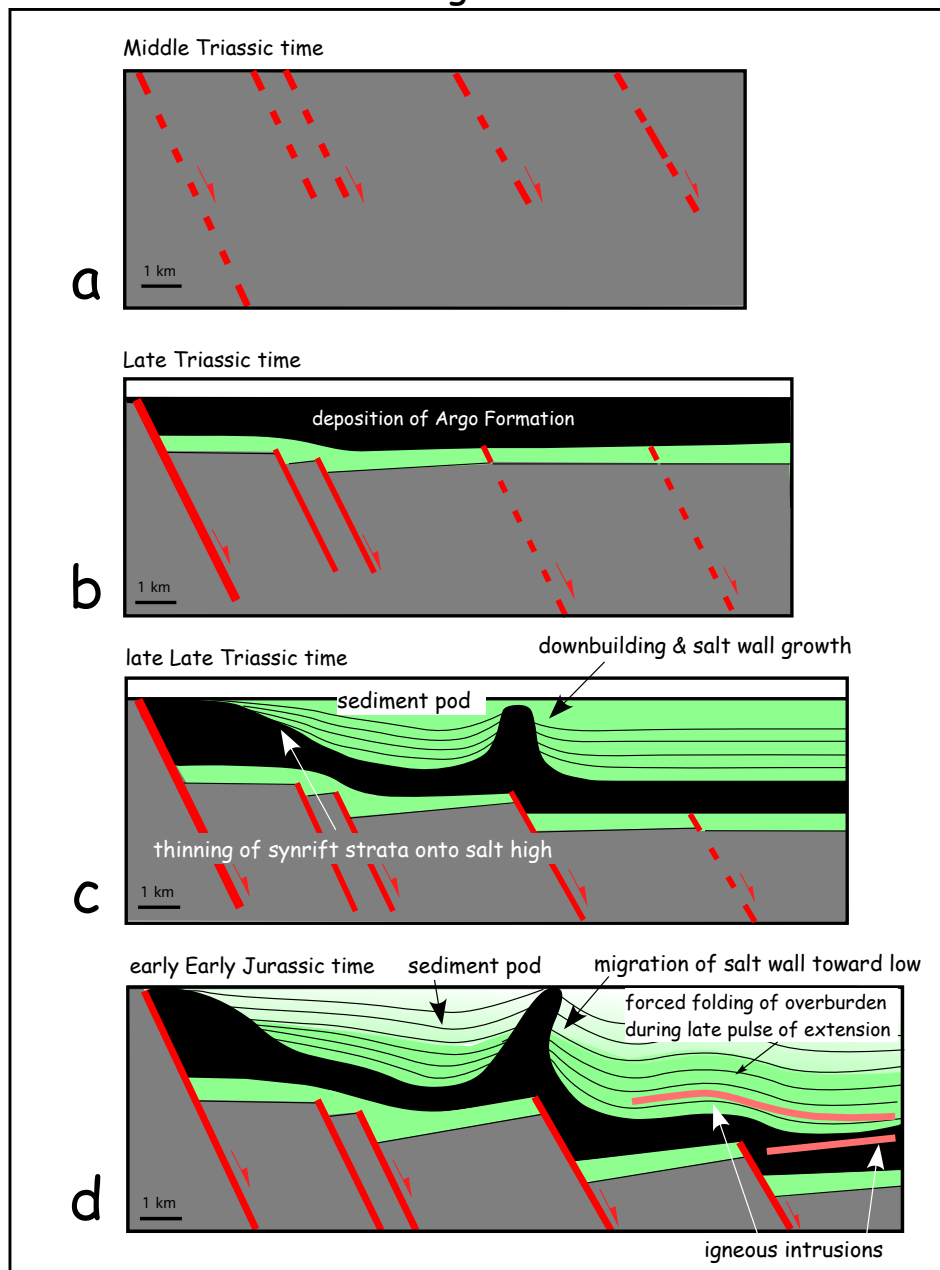 Middle Triassic time
1 km
a
Late Triassic time
deposition of Argo Formation
1 km
b
late Late Triassic time
downbuilding & salt wall growth
sediment pod
thinning of synrift strata onto salt high
1 km
c
early Early Jurassic time
sediment pod
migration of salt wall toward low
forced folding of overburden
during late pulse of extension
1 km
d
igneous intrusions